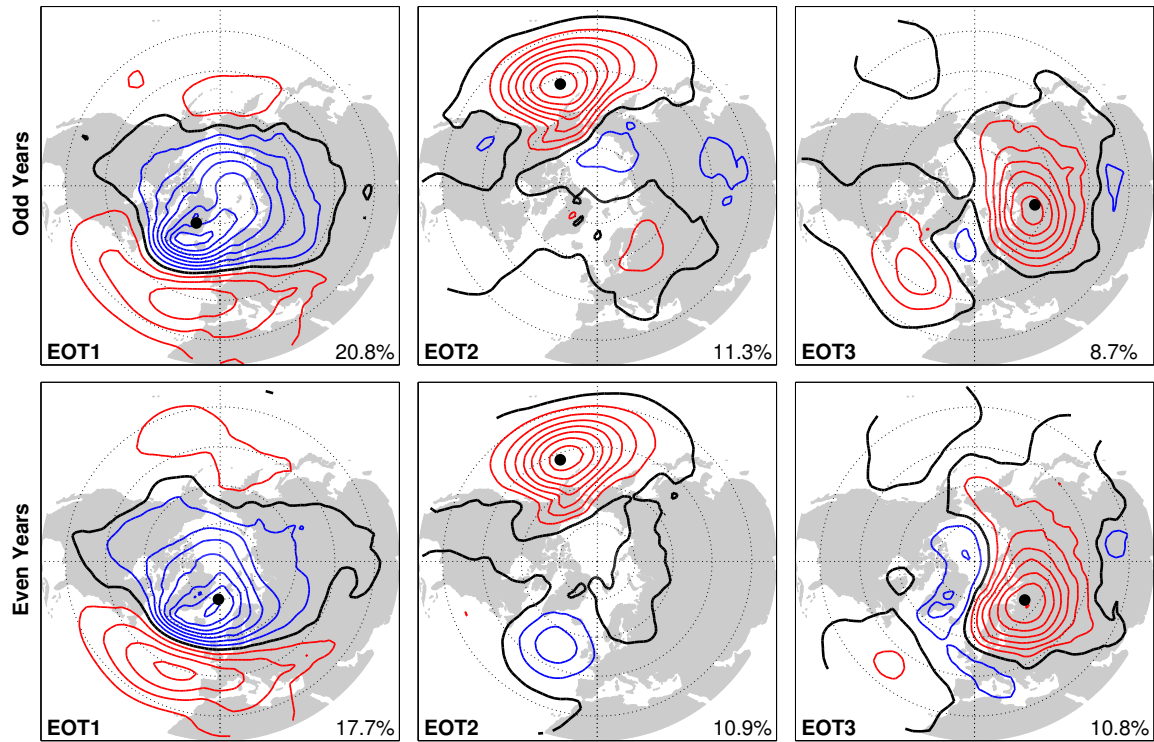 Odd Years
EOT1 20.8%
EOT2 11.3%
EOT3 8.7%
Even Years
EOT1 17.7%
EOT2 10.9%
EOT3 10.8%